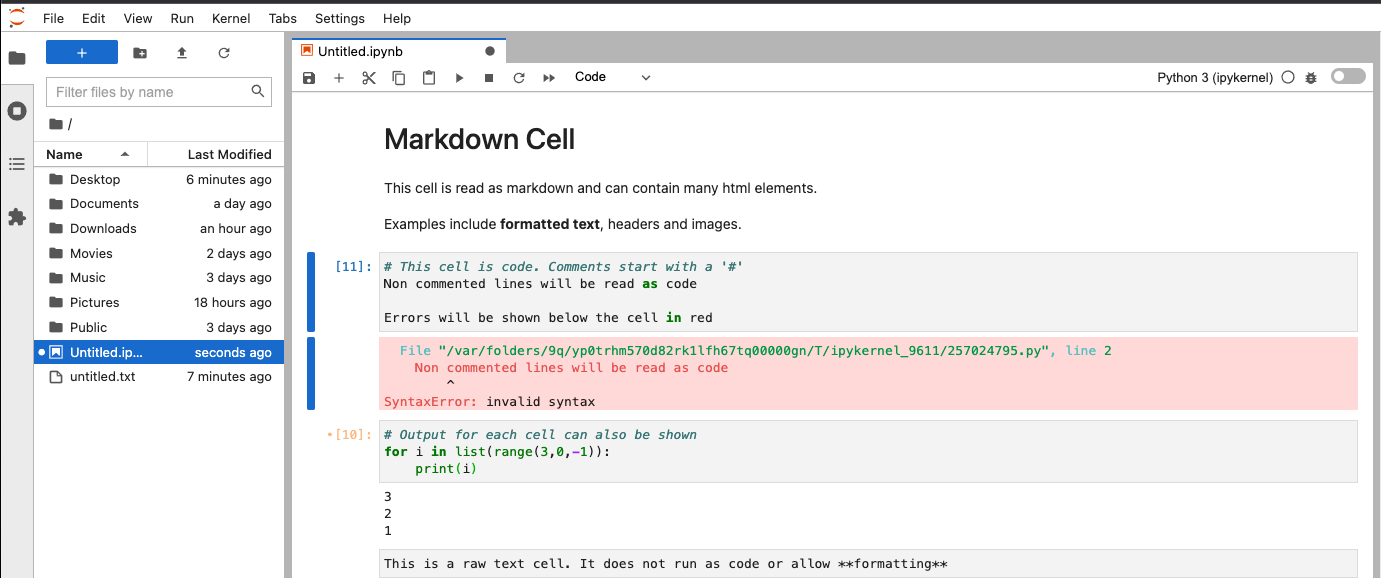 File Edit View Run Kernel Tabs Settings Help
+
Filter files by name
/
Name Last Modified
Desktop 6 minutes ago
Documents a day ago
Downloads an hour ago
Movies 2 days ago
Music 3 days ago
Pictures 18 hours ago
Public 3 days ago
Untitled.ip... seconds ago
untitled.txt 7 minutes ago
Untitled.ipynb
Code Python 3 (ipykernel)
Markdown Cell
This cell is read as markdown and can contain many html elements.
Examples include formatted text, headers and images.
[11]: # This cell is code. Comments start with a '#'
Non commented lines will be read as code
Errors will be shown below the cell in red
File "/var/folders/9q/yp0trhm570d82rk1lfh67tq00000gn/T/ipykernel_9611/257024795.py", line 2
Non commented lines will be read as code
^
SyntaxError: invalid syntax
•[10]: # Output for each cell can also be shown
for i in list(range(3,0,-1)):
print(i)
3
2
1
This is a raw text cell. It does not run as code or allow **formatting**